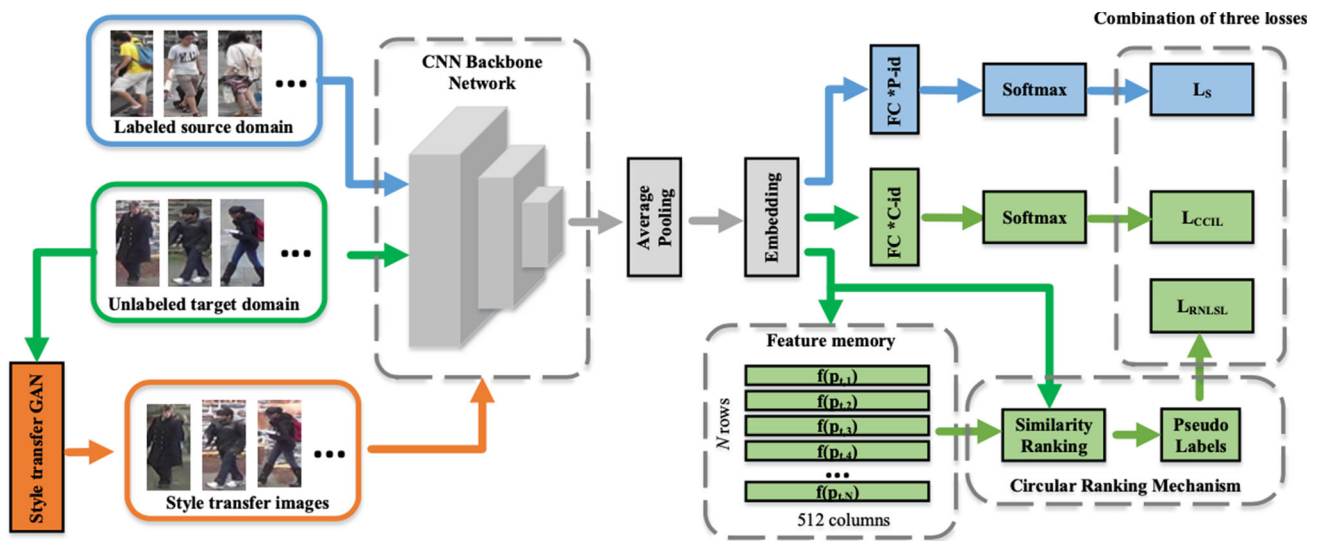 Combination of three losses
Labeled source domain
CNN Backbone
Network
FC *P-id
Softmax
LS
Unlabeled target domain
Average
Pooling
Embedding
FC *C-id
Softmax
LCCIL
LRNLSL
Style transfer GAN
Style transfer images
Feature memory
N rows
f(pt,1)
f(pt,2)
f(pt,3)
f(pt,4)
...
f(pt,N)
512 columns
Similarity
Ranking
Pseudo
Labels
Circular Ranking Mechanism